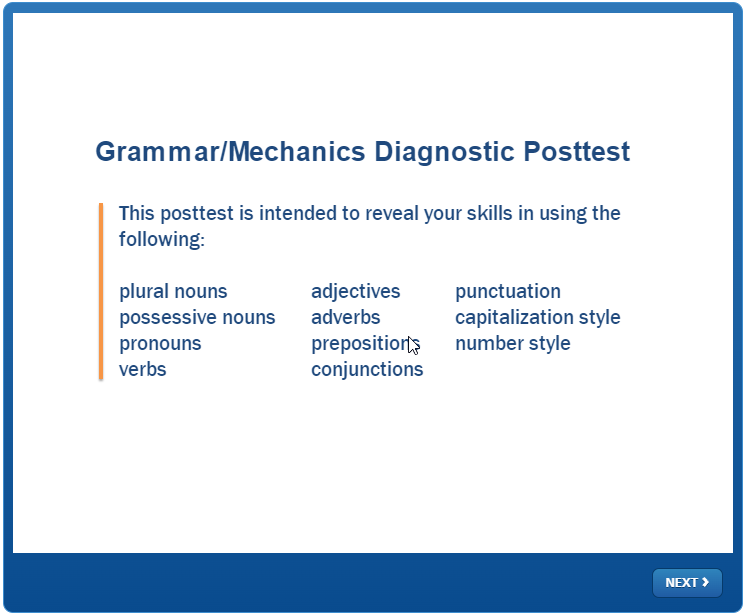 Grammar/Mechanics Diagnostic Posttest
This posttest is intended to reveal your skills in using the
following:
plural nouns
possessive nouns
pronouns
verbs
adjectives
adverbs
prepositions
conjunctions
punctuation
capitalization style
number style
NEXT